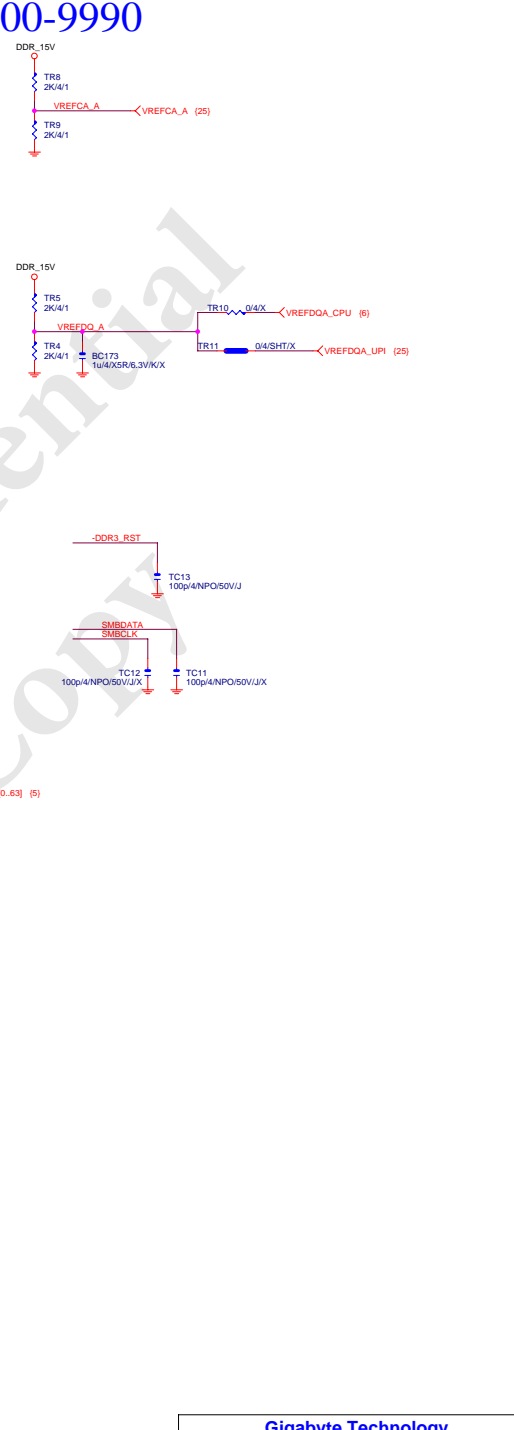 00-9990
DDR_15V
TR8
2K/4/1
VREFCA_A
VREFCA_A {25}
TR9
2K/4/1
DDR_15V
TR5
2K/4/1
TR10 0/4/X
VREFDQA_CPU {6}
VREFDQ_A
TR4
2K/4/1
BC173
1u/4/X5R/6.3V/K/X
TR11 0/4/SHT/X
VREFDQA_UPI {25}
-DDR3_RST
TC13
100p/4/NPO/50V/J
SMBDATA
SMBCLK
TC12
100p/4/NPO/50V/J/X
TC11
100p/4/NPO/50V/J/X
0..63] {5}
ential
Copy
Gigabyte Technology